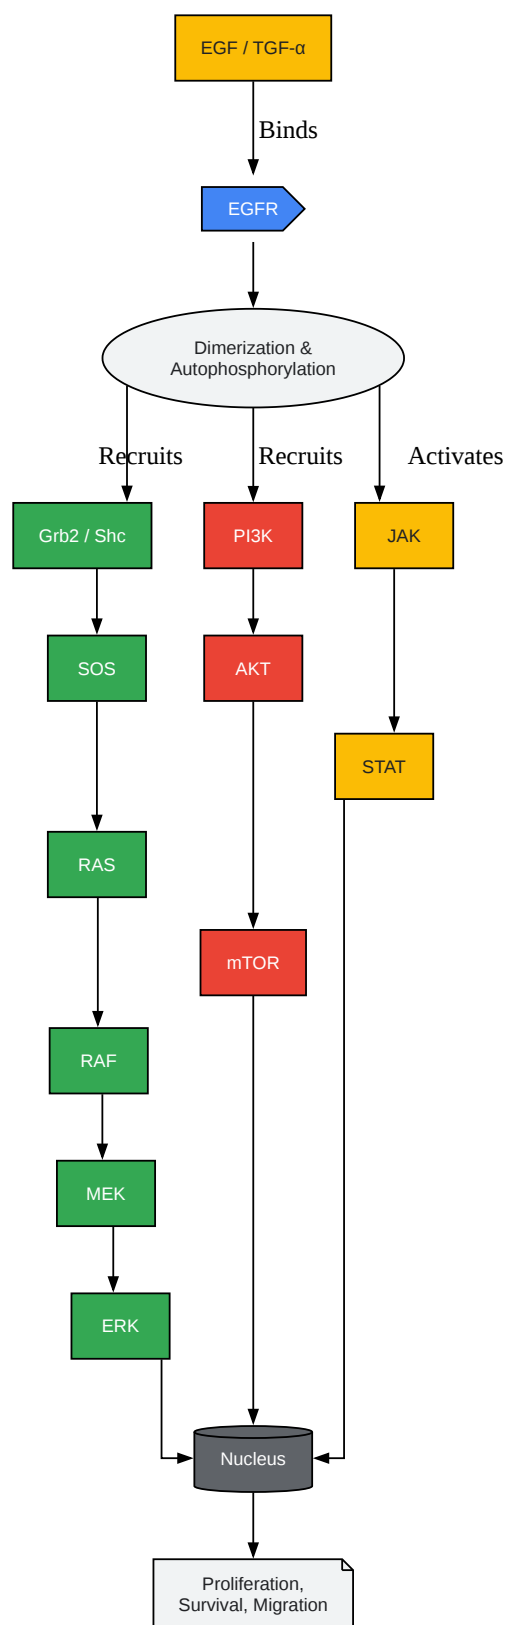 EGF / TGF-α
Binds
EGFR
Dimerization &
Autophosphorylation
Recruits
Recruits
Activates
Grb2 / Shc
PI3K
JAK
SOS
AKT
STAT
RAS
mTOR
RAF
MEK
ERK
Nucleus
Proliferation,
Survival, Migration